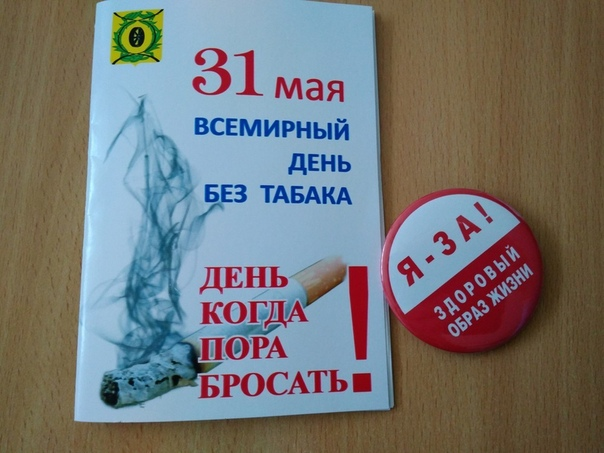 31 мая
ВСЕМИРНЫЙ
ДЕНЬ
БЕЗ ТАБАКА
ДЕНЬ
КОГДА
ПОРА
БРОСАТЬ!
Я - ЗА!
ЗДОРОВЫЙ
ОБРАЗ ЖИЗНИ